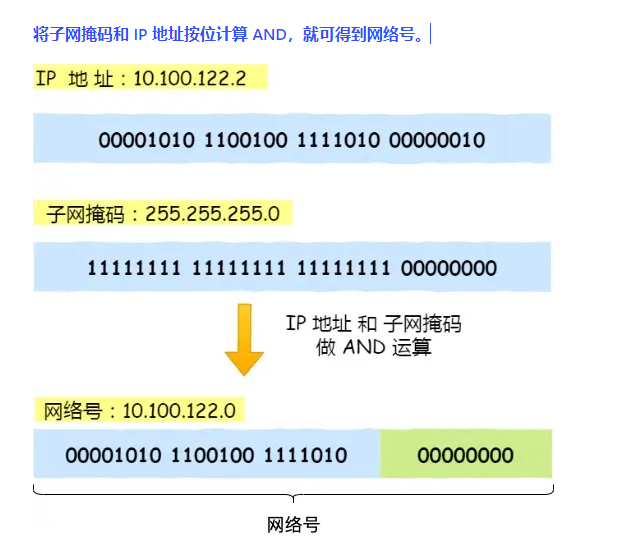 将子网掩码和 IP 地址按位计算 AND，就可得到网络号。
IP 地 址：10.100.122.2
00001010 1100100 1111010 00000010
子网掩码：255.255.255.0
11111111 11111111 11111111 00000000
IP 地址 和 子网掩码
做 AND 运算
网络号：10.100.122.0
00001010 1100100 1111010 00000000
网络号